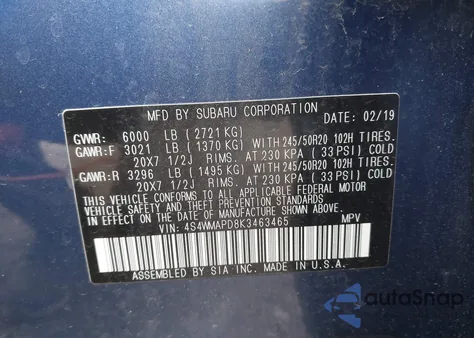 MFD BY SUBARU CORPORATION DATE: 02/19
GVWR: 6000 LB (2721 KG)
GAWR:F 3021 LB (1370 KG) WITH 245/50R20 102H TIRES.
20X7 1/2J RIMS. AT 230 KPA (33 PSI) COLD
GAWR:R 3296 LB (1495 KG) WITH 245/50R20 102H TIRES.
20X7 1/2J RIMS. AT 230 KPA (33 PSI) COLD
THIS VEHICLE CONFORMS TO ALL APPLICABLE FEDERAL MOTOR
VEHICLE SAFETY STANDARDS IN EFFECT ON THE DATE OF
MANUFACTURE SHOWN ABOVE.
VIN: 4S4WMAPD8K3463465 MPV
ASSEMBLED BY SIA INC. MADE IN U.S.A.
autoSnap